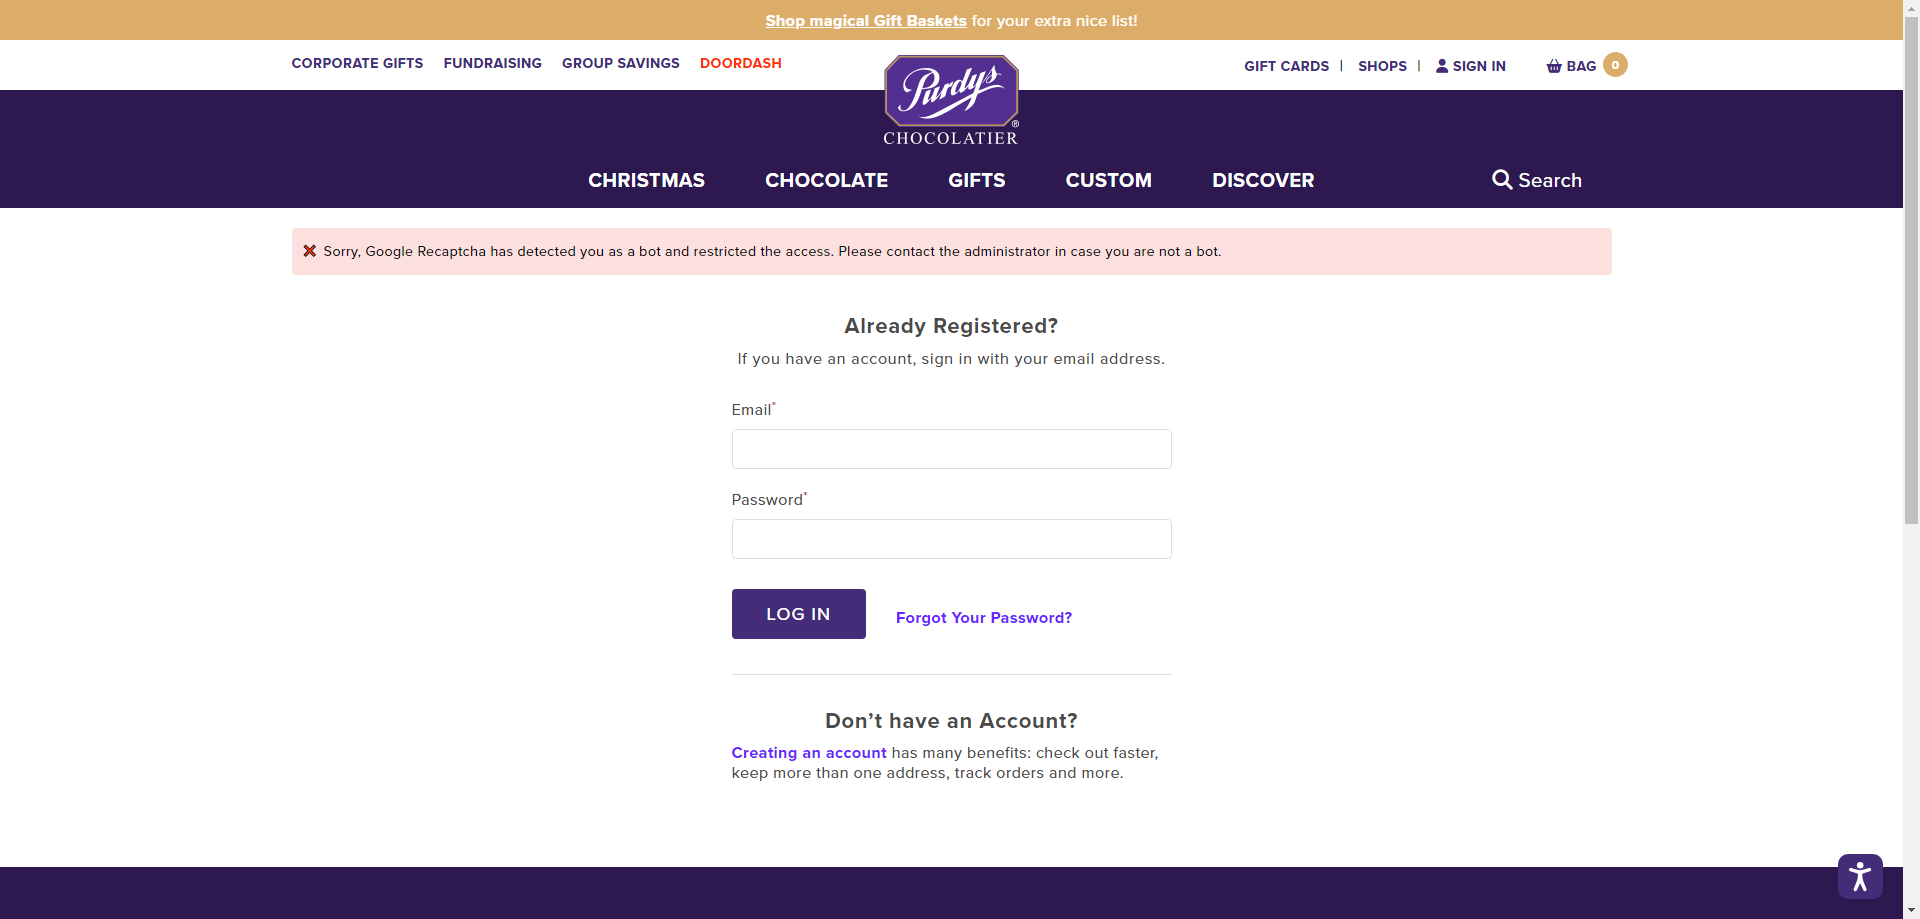 Shop magical Gift Baskets for your extra nice list!
CORPORATE GIFTS FUNDRAISING GROUP SAVINGS DOORDASH
GIFT CARDS | SHOPS | SIGN IN BAG 0
Purdys®
CHOCOLATIER
CHRISTMAS CHOCOLATE GIFTS CUSTOM DISCOVER Search
Sorry, Google Recaptcha has detected you as a bot and restricted the access. Please contact the administrator in case you are not a bot.
Already Registered?
If you have an account, sign in with your email address.
Email*
Password*
LOG IN Forgot Your Password?
Don’t have an Account?
Creating an account has many benefits: check out faster,
keep more than one address, track orders and more.